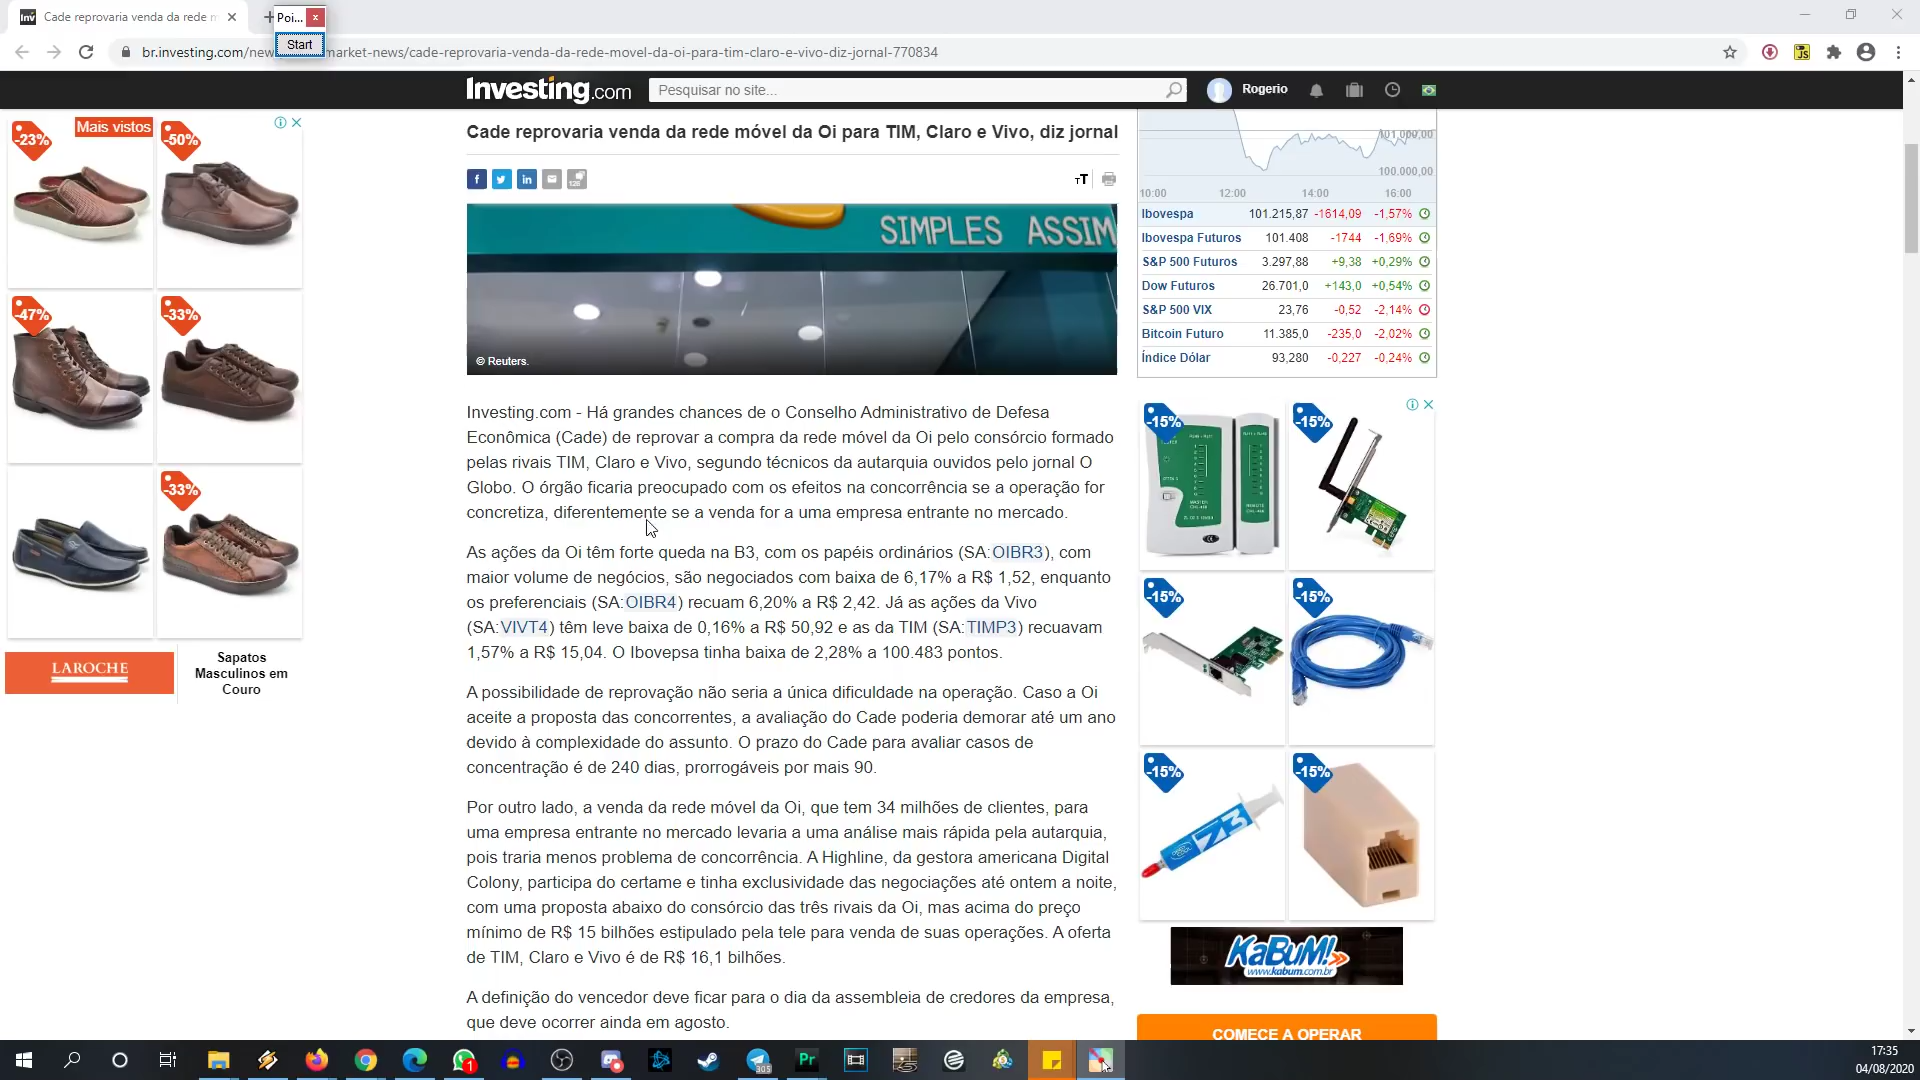 Cade reprovaria venda da rede m
Poi...
Start
br.investing.com/new
market-news/cade-reprovaria-venda-da-rede-movel-da-oi-para-tim-claro-e-vivo-diz-jornal-770834
Investing.com
Pesquisar no site...
Rogerio
Mais vistos
-23%
-50%
-47%
-33%
-33%
LAROCHE
Sapatos
Masculinos em
Couro
Cade reprovaria venda da rede móvel da Oi para TIM, Claro e Vivo, diz jornal
128
SIMPLES ASSIM
© Reuters.
Investing.com - Há grandes chances de o Conselho Administrativo de Defesa
Econômica (Cade) de reprovar a compra da rede móvel da Oi pelo consórcio formado
pelas rivais TIM, Claro e Vivo, segundo técnicos da autarquia ouvidos pelo jornal O
Globo. O órgão ficaria preocupado com os efeitos na concorrência se a operação for
concretiza, diferentemente se a venda for a uma empresa entrante no mercado.
As ações da Oi têm forte queda na B3, com os papéis ordinários (SA:OIBR3), com
maior volume de negócios, são negociados com baixa de 6,17% a R$ 1,52, enquanto
os preferenciais (SA:OIBR4) recuam 6,20% a R$ 2,42. Já as ações da Vivo
(SA:VIVT4) têm leve baixa de 0,16% a R$ 50,92 e as da TIM (SA:TIMP3) recuavam
1,57% a R$ 15,04. O Ibovepsa tinha baixa de 2,28% a 100.483 pontos.
A possibilidade de reprovação não seria a única dificuldade na operação. Caso a Oi
aceite a proposta das concorrentes, a avaliação do Cade poderia demorar até um ano
devido à complexidade do assunto. O prazo do Cade para avaliar casos de
concentração é de 240 dias, prorrogáveis por mais 90.
Por outro lado, a venda da rede móvel da Oi, que tem 34 milhões de clientes, para
uma empresa entrante no mercado levaria a uma análise mais rápida pela autarquia,
pois traria menos problema de concorrência. A Highline, da gestora americana Digital
Colony, participa do certame e tinha exclusividade das negociações até ontem a noite,
com uma proposta abaixo do consórcio das três rivais da Oi, mas acima do preço
mínimo de R$ 15 bilhões estipulado pela tele para venda de suas operações. A oferta
de TIM, Claro e Vivo é de R$ 16,1 bilhões.
A definição do vencedor deve ficar para o dia da assembleia de credores da empresa,
que deve ocorrer ainda em agosto.
101.000,00
100.000,00
10:00 12:00 14:00 16:00
Ibovespa 101.215,87 -1614,09 -1,57%
Ibovespa Futuros 101.408 -1744 -1,69%
S&P 500 Futuros 3.297,88 +9,38 +0,29%
Dow Futuros 26.701,0 +143,0 +0,54%
S&P 500 VIX 23,76 -0,52 -2,14%
Bitcoin Futuro 11.385,0 -235,0 -2,02%
Índice Dólar 93,280 -0,227 -0,24%
-15%
-15%
-15%
-15%
-15%
-15%
Z3
KaBuM!
www.kabum.com.br
COMECE A OPERAR
305
Pr
17:35
04/08/2020